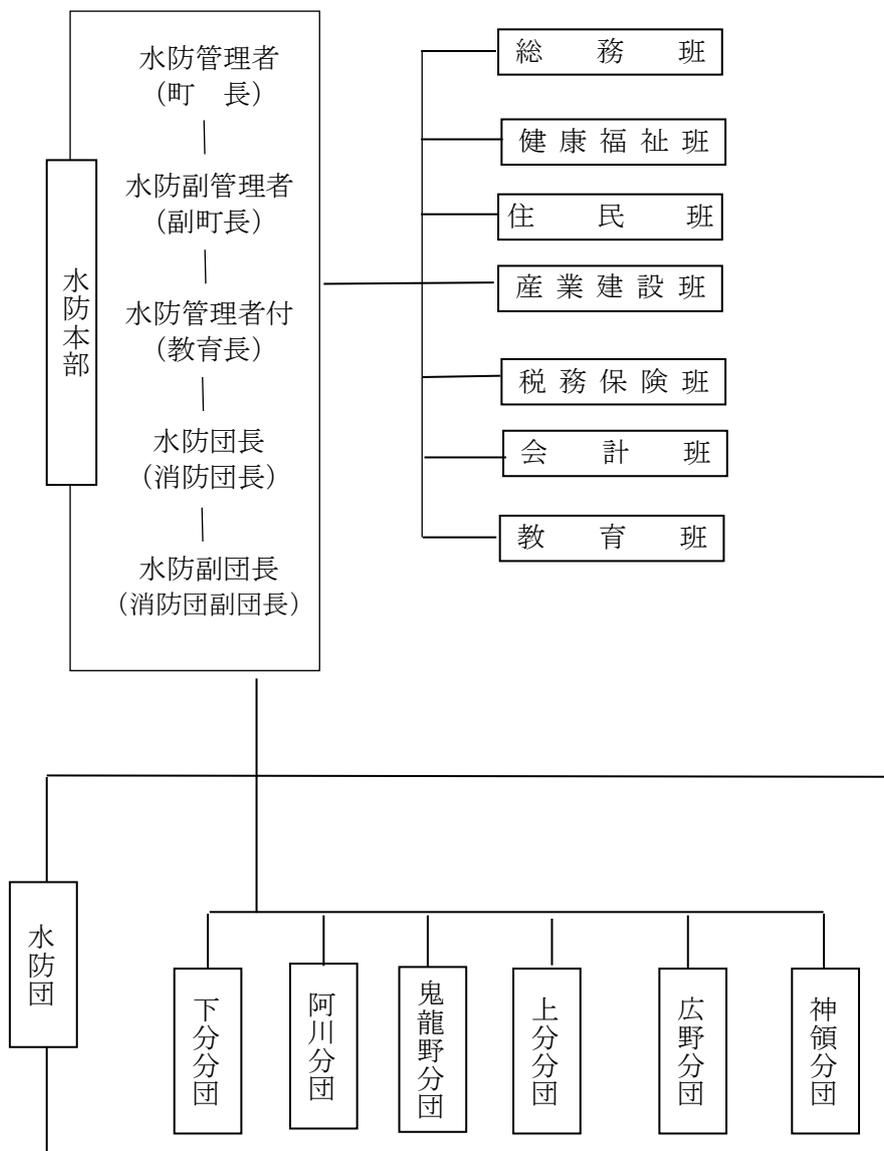 水防本部
水防管理者
（町　長）
水防副管理者
（副町長）
水防管理者付
（教育長）
水防団長
（消防団長）
水防副団長
（消防団副団長）
総　務　班
健康福祉班
住　民　班
産業建設班
税務保険班
会　計　班
教　育　班
水防団
下分分団
阿川分団
鬼龍野分団
上分分団
広野分団
神領分団